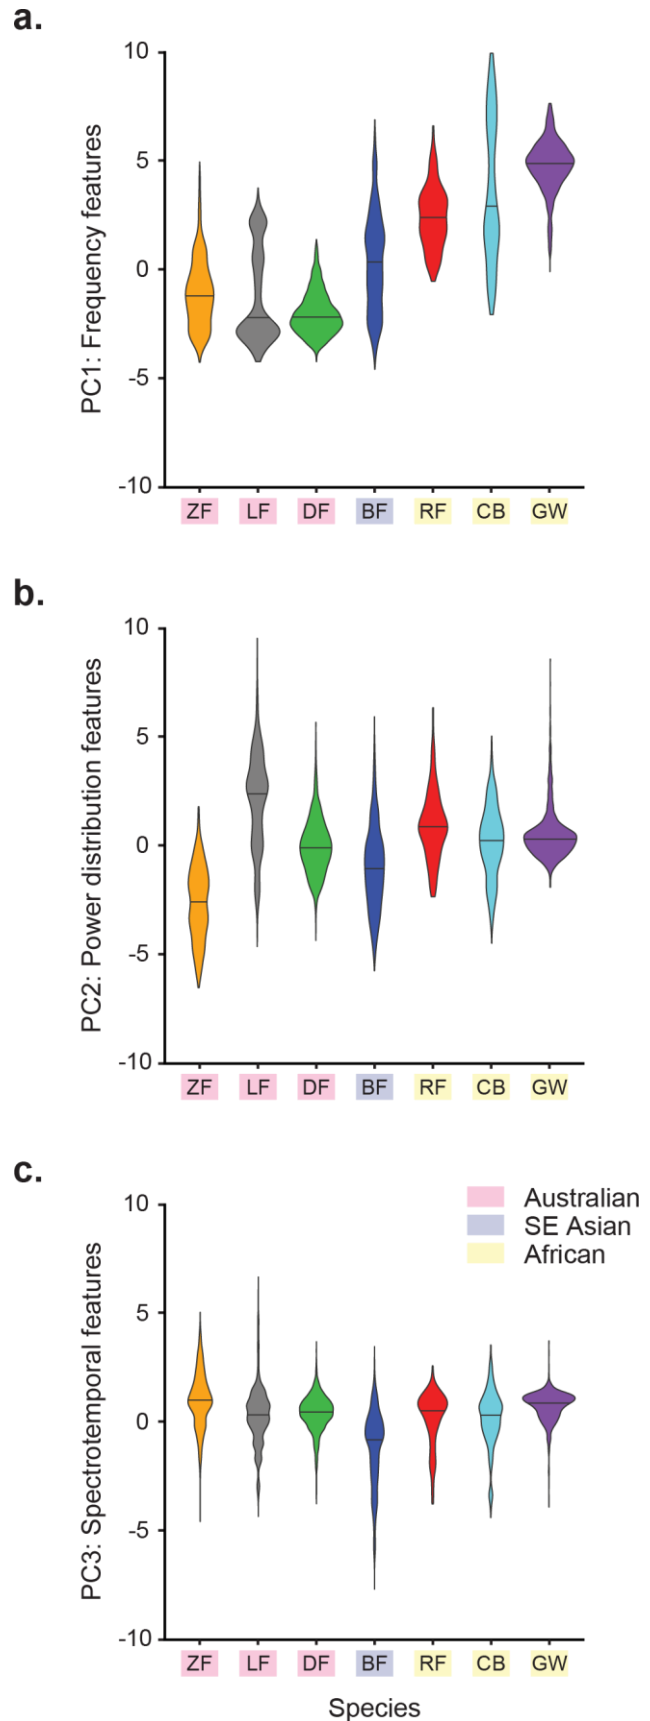 a.
PC1: Frequency features
10
5
0
-5
-10
ZF LF DF BF RF CB GW
b.
PC2: Power distribution features
10
5
0
-5
-10
ZF LF DF BF RF CB GW
c.
PC3: Spectrotemporal features
10
5
0
-5
-10
Australian
SE Asian
African
ZF LF DF BF RF CB GW
Species